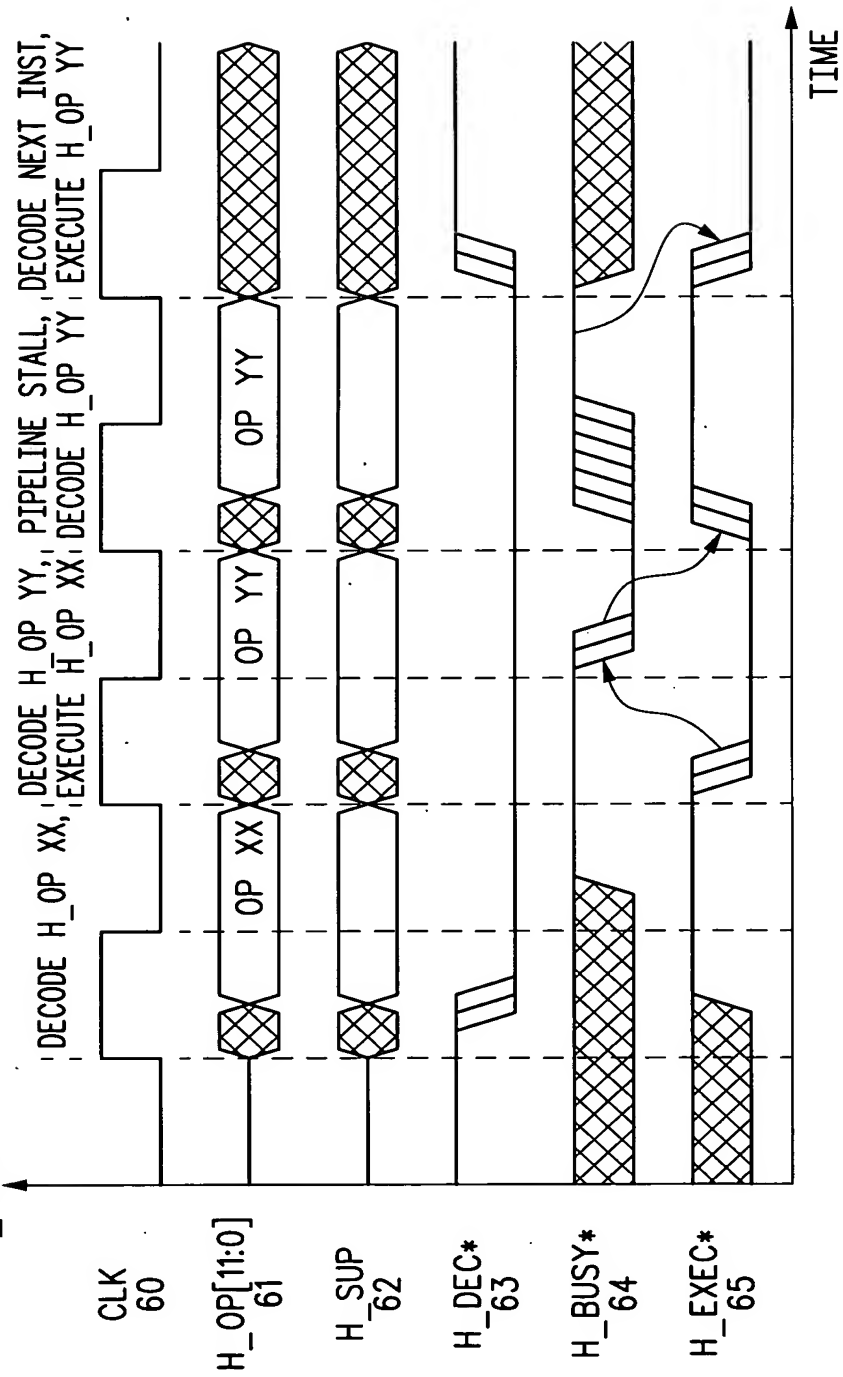 DECODE H_OP XX,
DECODE H_OP YY,
EXECUTE H_OP XX
PIPELINE STALL,
DECODE H_OP YY
DECODE NEXT INST,
EXECUTE H_OP YY
CLK
60
H_OP[11:0]
61
OP XX
OP YY
OP YY
H_SUP
62
H_DEC*
63
H_BUSY*
64
H_EXEC*
65
TIME